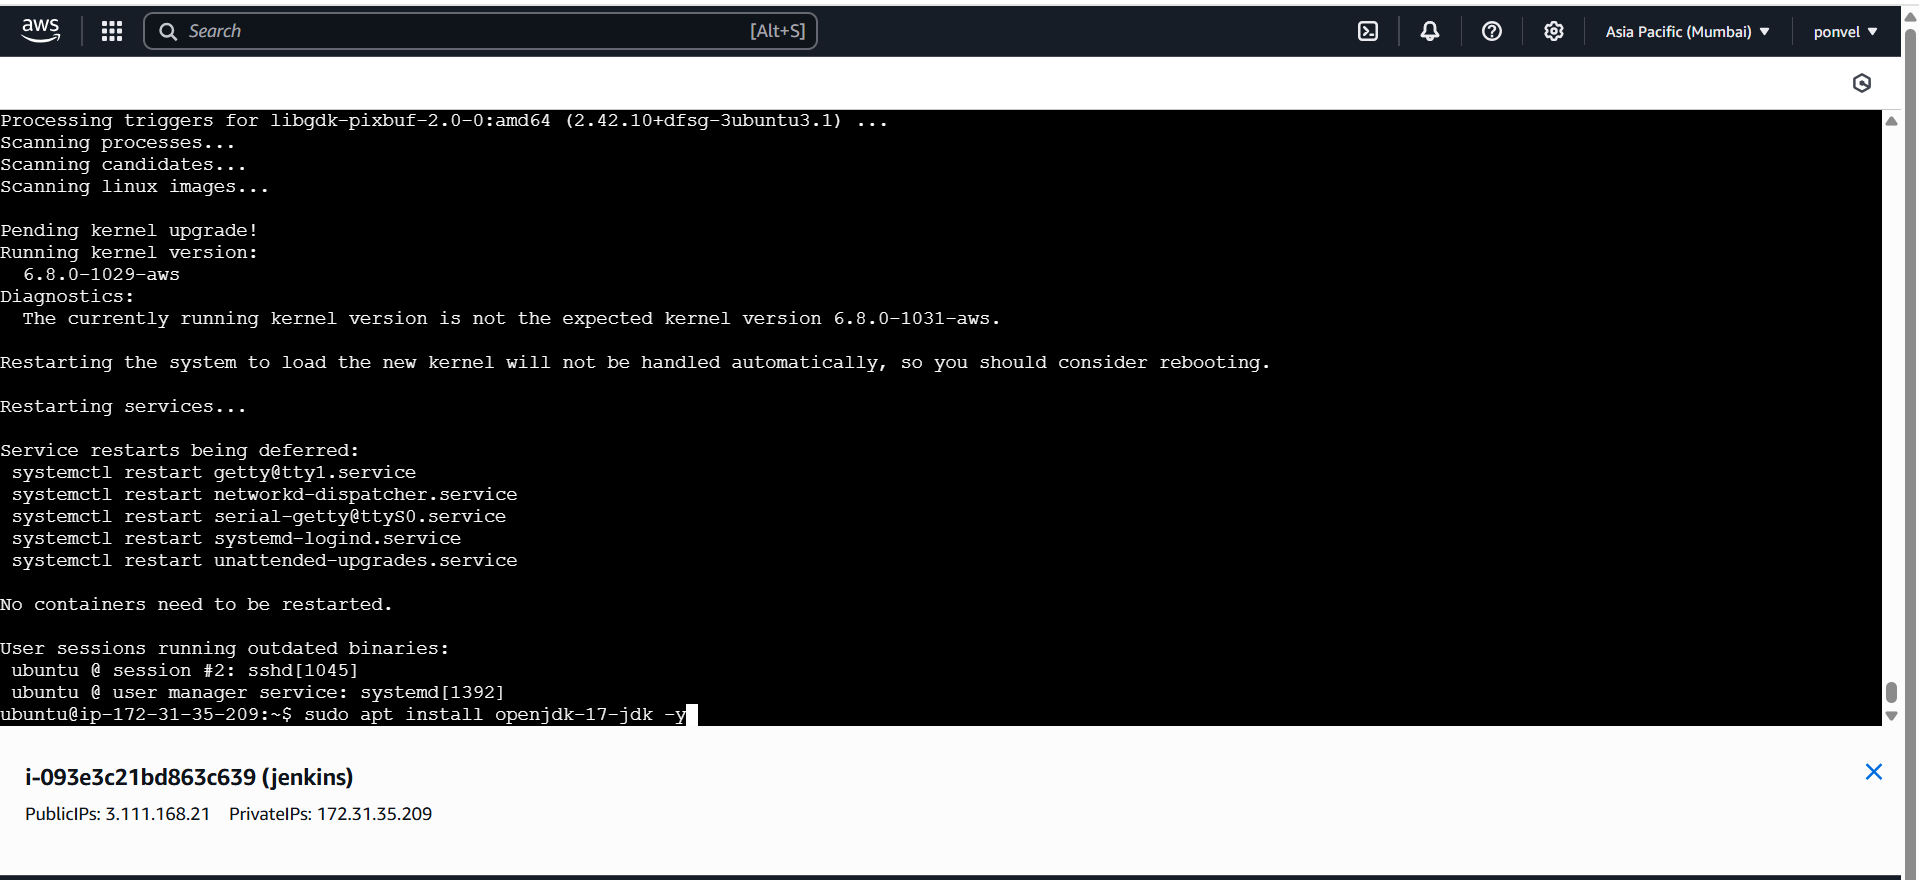 aws
Search
[Alt+S]
Asia Pacific (Mumbai)
ponvel
Processing triggers for libgdk-pixbuf-2.0-0:amd64 (2.42.10+dfsg-3ubuntu3.1) ...
Scanning processes...
Scanning candidates...
Scanning linux images...
Pending kernel upgrade!
Running kernel version:
6.8.0-1029-aws
Diagnostics:
The currently running kernel version is not the expected kernel version 6.8.0-1031-aws.
Restarting the system to load the new kernel will not be handled automatically, so you should consider rebooting.
Restarting services...
Service restarts being deferred:
systemctl restart getty@tty1.service
systemctl restart networkd-dispatcher.service
systemctl restart serial-getty@ttyS0.service
systemctl restart systemd-logind.service
systemctl restart unattended-upgrades.service
No containers need to be restarted.
User sessions running outdated binaries:
ubuntu @ session #2: sshd[1045]
ubuntu @ user manager service: systemd[1392]
ubuntu@ip-172-31-35-209:~$ sudo apt install openjdk-17-jdk -y
i-093e3c21bd863c639 (jenkins)
PublicIPs: 3.111.168.21 PrivateIPs: 172.31.35.209